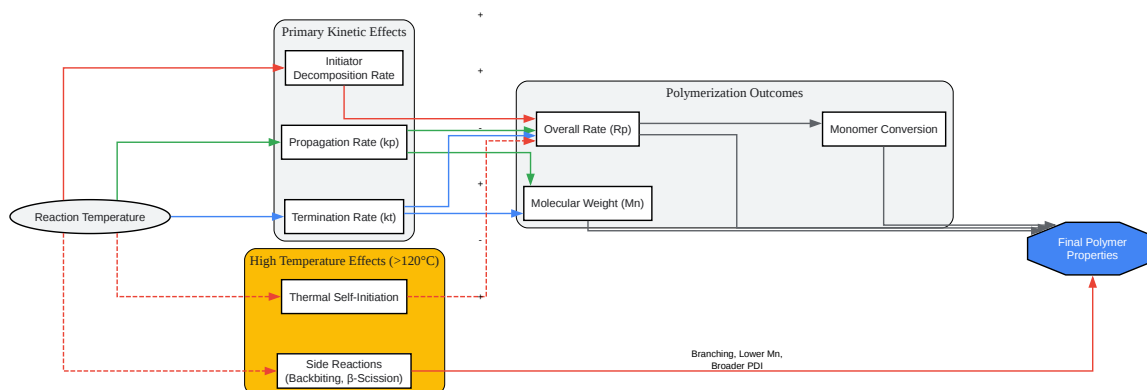 +
Primary Kinetic Effects
Initiator
Decomposition Rate
+
Polymerization Outcomes
Propagation Rate (kp)
-
Overall Rate (Rp)
Monomer Conversion
+
Reaction Temperature
Termination Rate (kt)
Molecular Weight (Mn)
-
Final Polymer
Properties
High Temperature Effects (>120°C)
Thermal Self-Initiation
+
Side Reactions
(Backbiting, β-Scission)
Branching, Lower Mn,
Broader PDI